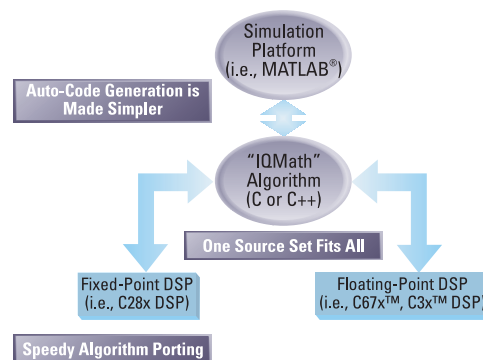 Simulation
Platform
(i.e., MATLAB®)
Auto-Code Generation is
Made Simpler
“IQMath”
Algorithm
(C or C++)
One Source Set Fits All
Fixed-Point DSP
(i.e., C28x DSP)
Floating-Point DSP
(i.e., C67x™, C3x™ DSP)
Speedy Algorithm Porting